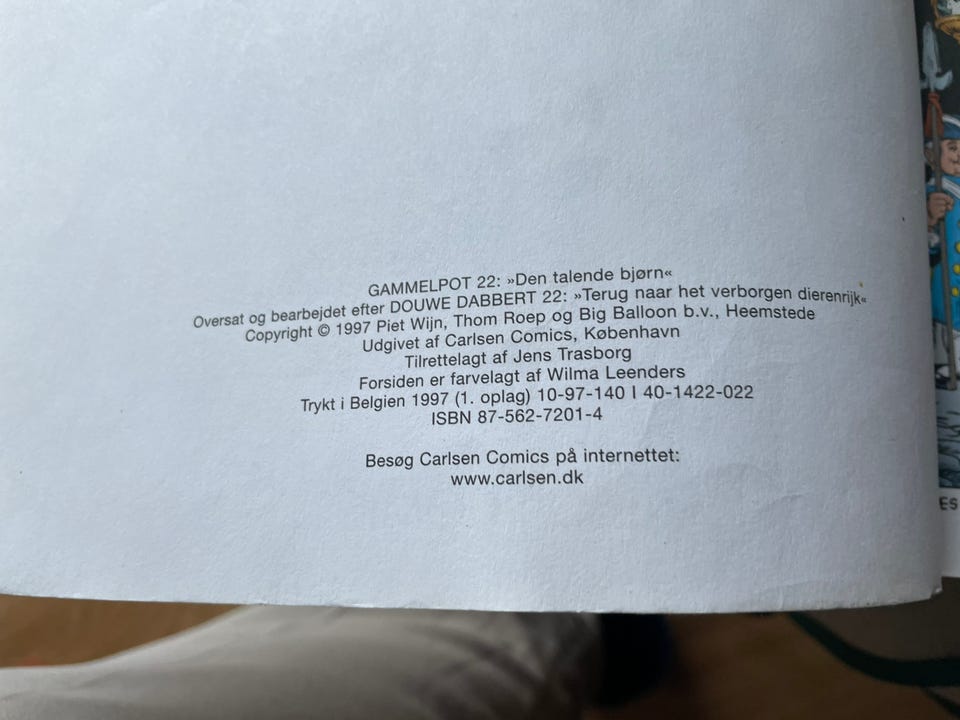 GAMMELPOT 22: »Den talende bjørn«
Oversat og bearbejdet efter DOUWE DABBERT 22: »Terug naar het verborgen dierenrijk«
Copyright © 1997 Piet Wijn, Thom Roep og Big Balloon b.v., Heemstede
Udgivet af Carlsen Comics, København
Tilrettelagt af Jens Trasborg
Forsiden er farvelagt af Wilma Leenders
Trykt i Belgien 1997 (1. oplag) 10-97-140 I 40-1422-022
ISBN 87-562-7201-4
Besøg Carlsen Comics på internettet:
www.carlsen.dk
ES